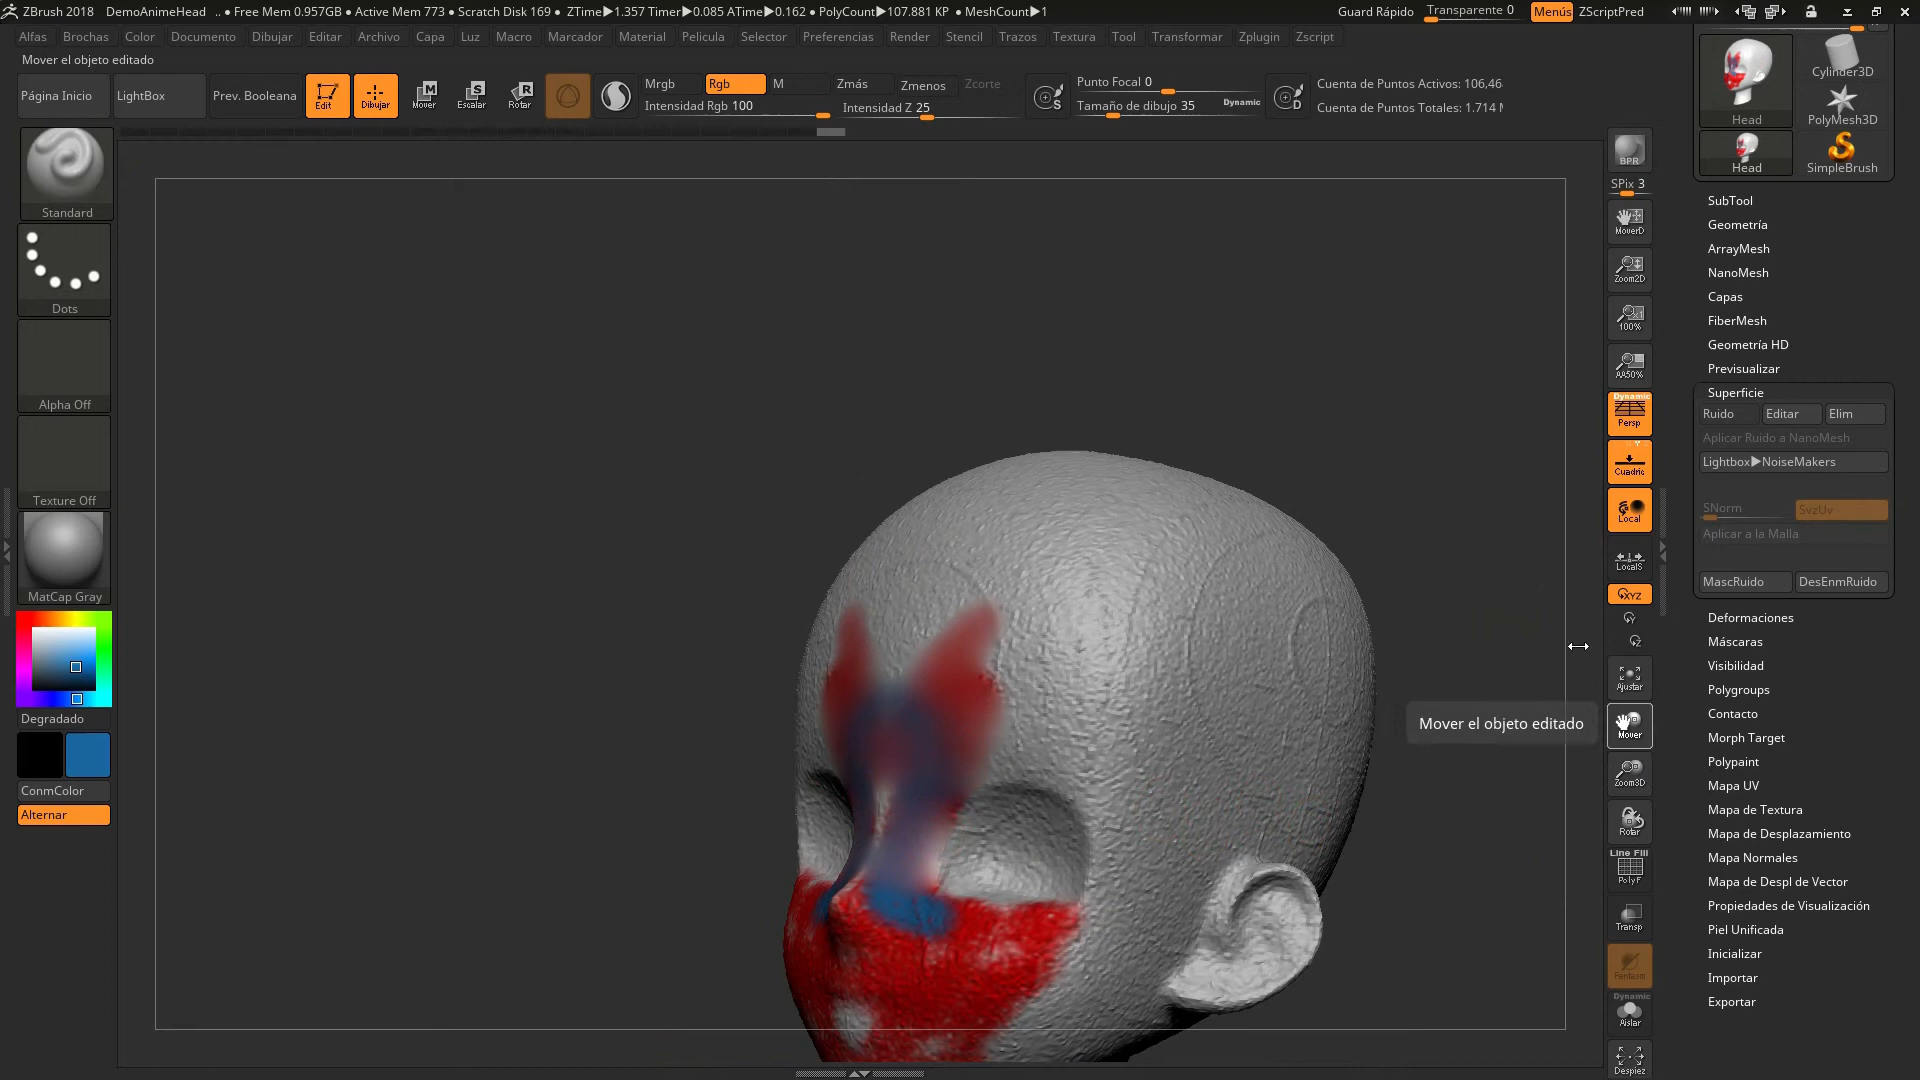 ZBrush 2018 DemoAnimeHead .. • Free Mem 0.957GB • Active Mem 773 • Scratch Disk 169 • ZTime▶1.357 Timer▶0.085 ATime▶0.162 • PolyCount▶107.881 KP • MeshCount▶1 Guard Rápido Transparente 0 Menús ZScriptPred
Alfas Brochas Color Documento Dibujar Editar Archivo Capa Luz Macro Marcador Material Pelicula Selector Preferencias Render Stencil Trazos Textura Tool Transformar Zplugin Zscript
Mover el objeto editado
Página Inicio LightBox Prev. Booleana Edit Dibujar Mover Escalar Rotar
Mrgb Rgb M Zmás Zmenos Zcorte
Intensidad Rgb 100 Intensidad Z 25
S
Punto Focal 0
Tamaño de dibujo 35 Dynamic
D
Cuenta de Puntos Activos: 106,46
Cuenta de Puntos Totales: 1.714 M
Standard
Dots
Alpha Off
Texture Off
MatCap Gray
Degradado
ConmColor
Alternar
BPR
SPix 3
MoverD
Zoom2D
100%
AA50%
Dynamic
Persp
Cuadríc
Local
LocalS
XYZ
Y
Z
Ajustar
Mover
Mover el objeto editado
Zoom3D
Rotar
Line Fill
PolyF
Transp
Fantasm
Dynamic
Aislar
Despiez
Head Cylinder3D
PolyMesh3D
Head SimpleBrush
SubTool
Geometría
ArrayMesh
NanoMesh
Capas
FiberMesh
Geometría HD
Previsualizar
Superficie
Ruido Editar Elim
Aplicar Ruido a NanoMesh
Lightbox▶NoiseMakers
SNorm SvzUv
Aplicar a la Malla
MascRuido DesEnmRuido
Deformaciones
Máscaras
Visibilidad
Polygroups
Contacto
Morph Target
Polypaint
Mapa UV
Mapa de Textura
Mapa de Desplazamiento
Mapa Normales
Mapa de Despl de Vector
Propiedades de Visualización
Piel Unificada
Inicializar
Importar
Exportar